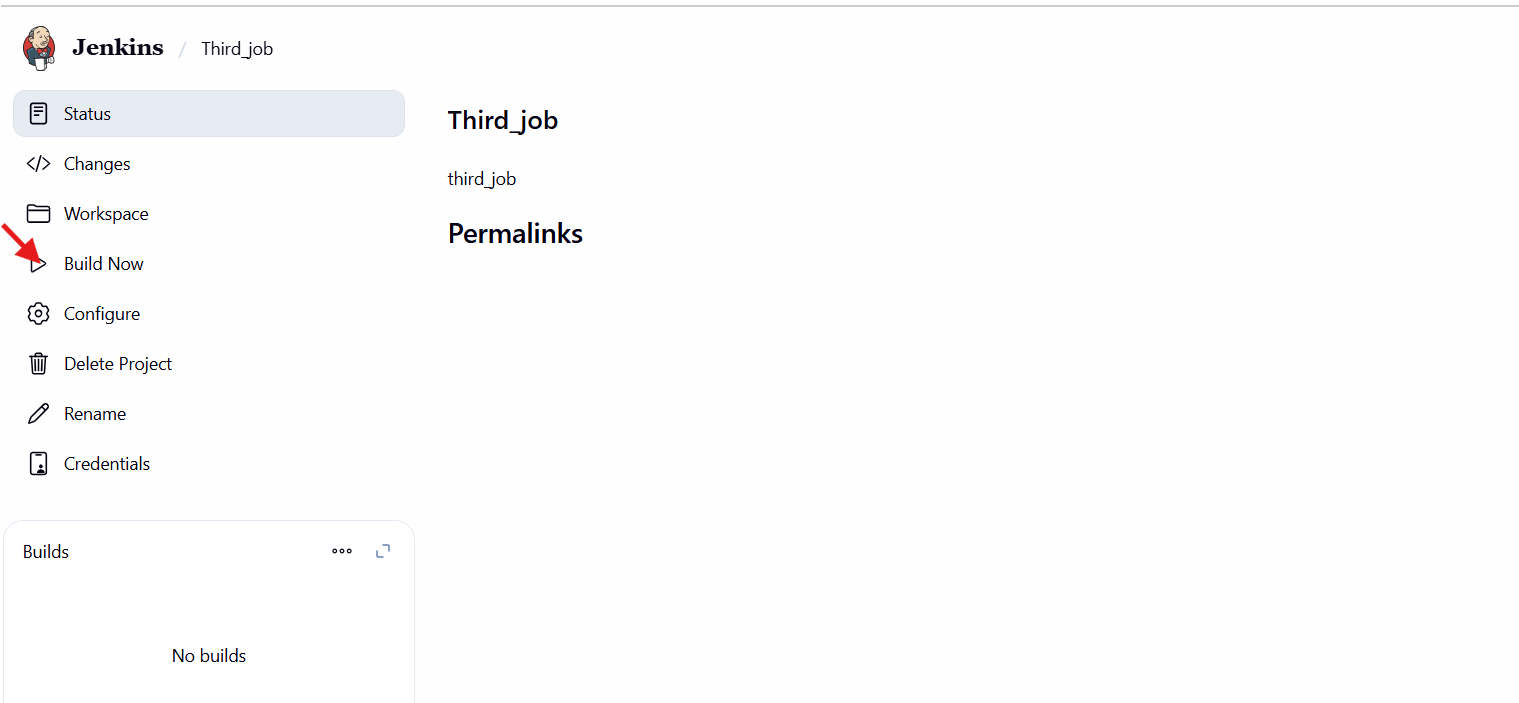 Jenkins / Third_job
Status
Changes
Workspace
Build Now
Configure
Delete Project
Rename
Credentials
Third_job
third_job
Permalinks
Builds
No builds